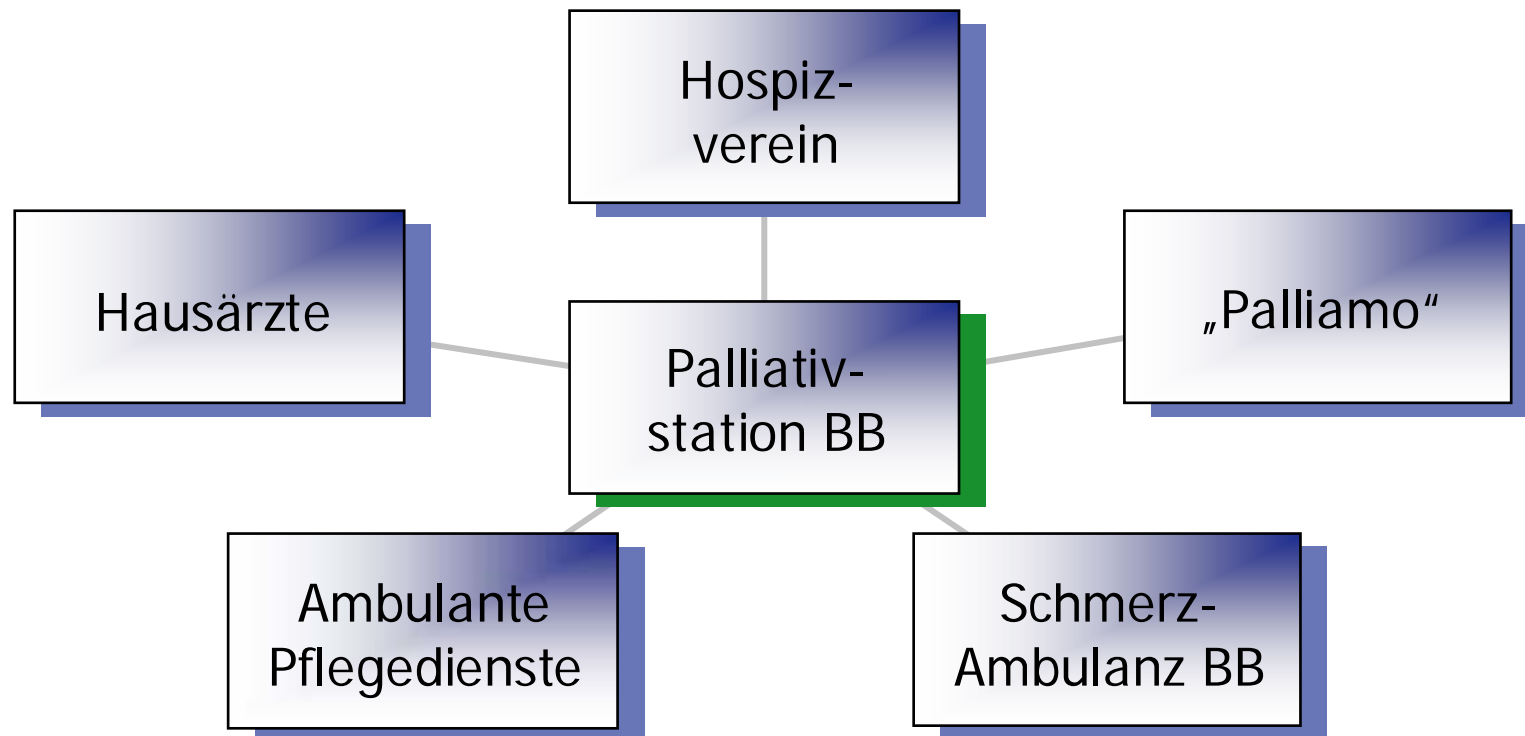 Hospiz-
verein
Hausärzte
„Palliamo“
Palliativ-
station BB
Ambulante
Pflegedienste
Schmerz-
Ambulanz BB